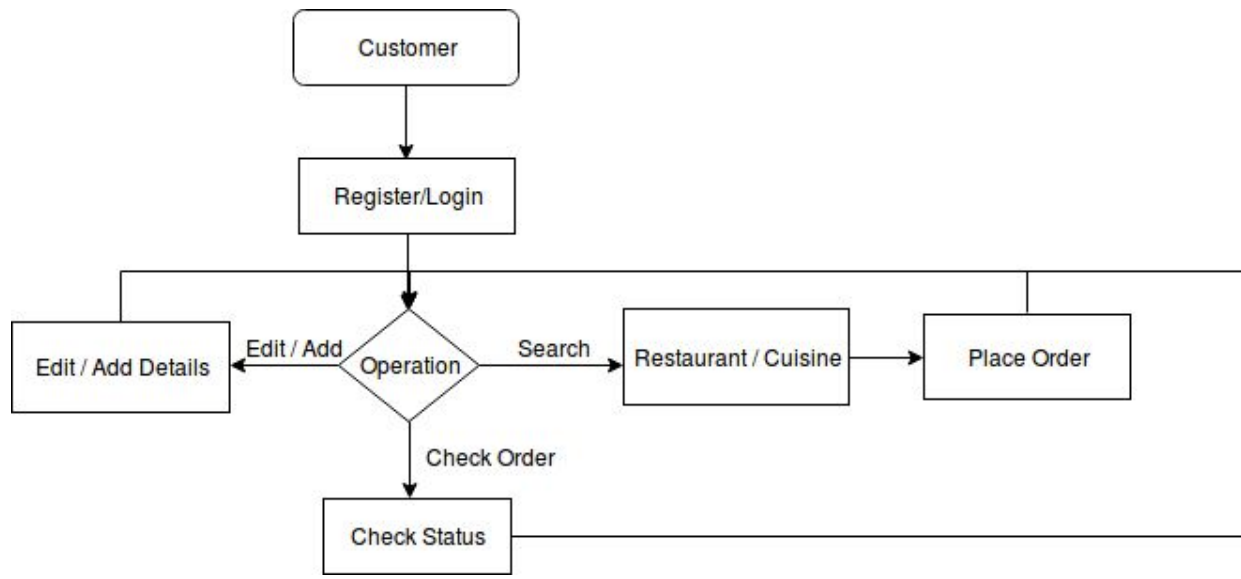 Customer
Register/Login
Edit / Add Details
Edit / Add
Operation
Search
Restaurant / Cuisine
Place Order
Check Order
Check Status